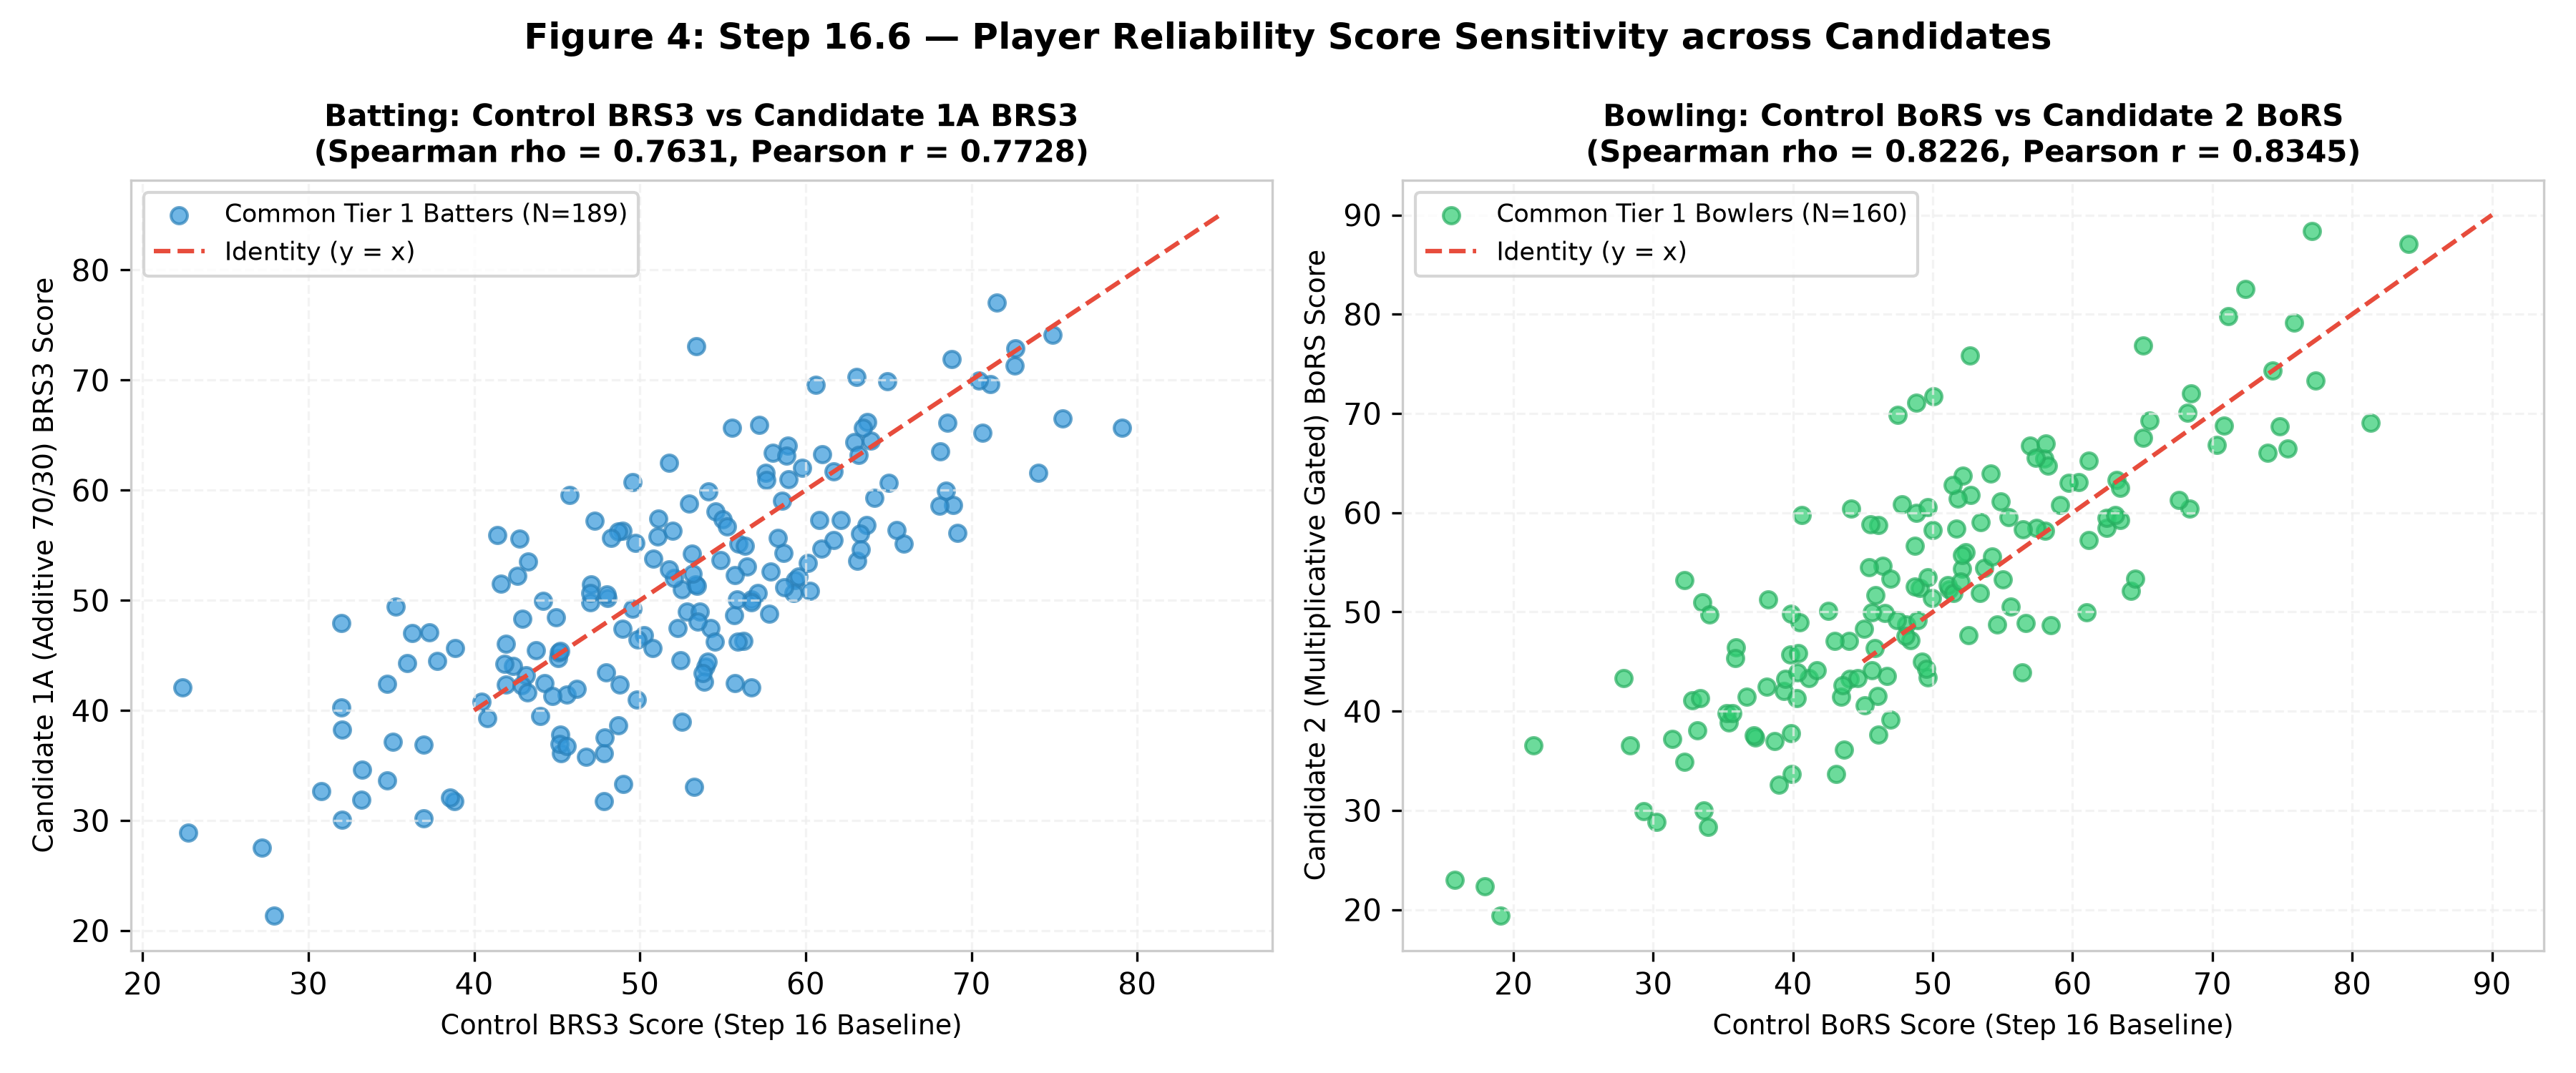 Figure 4: Step 16.6 — Player Reliability Score Sensitivity across Candidates
Batting: Control BRS3 vs Candidate 1A BRS3
(Spearman rho = 0.7631, Pearson r = 0.7728)
Common Tier 1 Batters (N=189)
Identity (y = x)
Candidate 1A (Additive 70/30) BRS3 Score
80
70
60
50
40
30
20
20 30 40 50 60 70 80
Control BRS3 Score (Step 16 Baseline)
Bowling: Control BoRS vs Candidate 2 BoRS
(Spearman rho = 0.8226, Pearson r = 0.8345)
Common Tier 1 Bowlers (N=160)
Identity (y = x)
Candidate 2 (Multiplicative Gated) BoRS Score
90
80
70
60
50
40
30
20
20 30 40 50 60 70 80 90
Control BoRS Score (Step 16 Baseline)